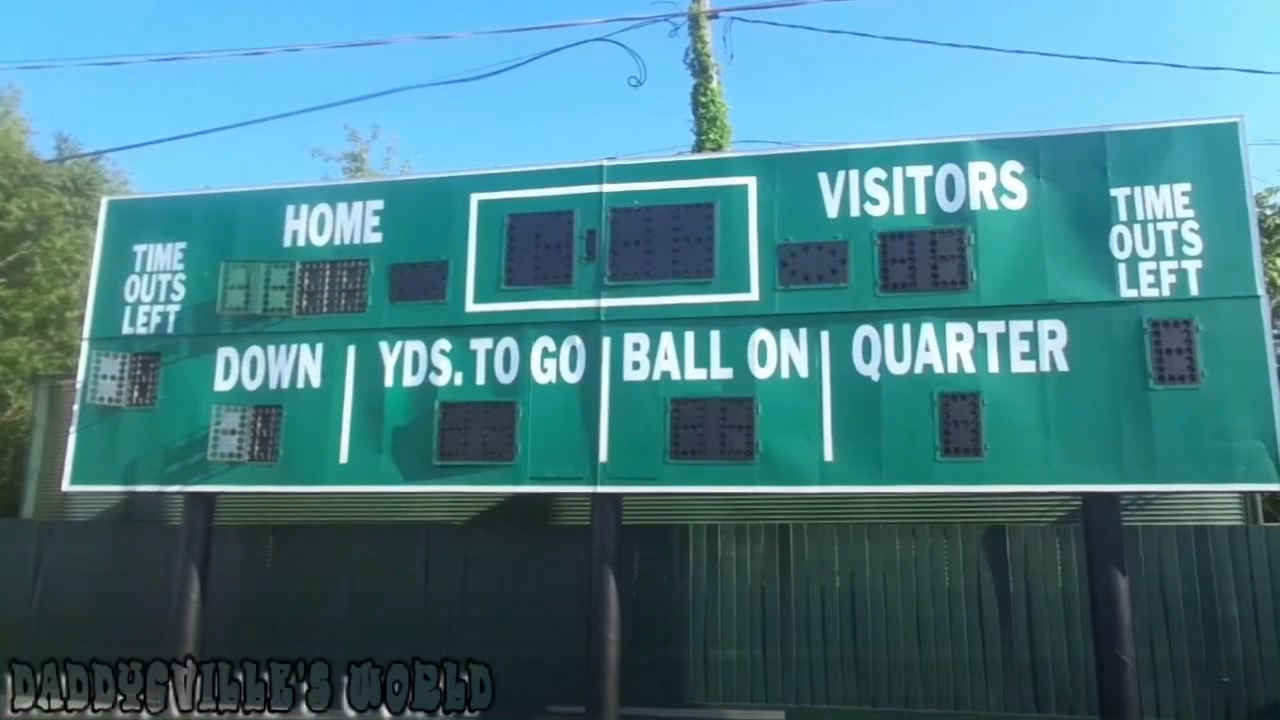 HOME
VISITORS
TIME
OUTS
LEFT
TIME
OUTS
LEFT
DOWN
YDS. TO GO
BALL ON
QUARTER
DADDYGVILLE'S WORLD